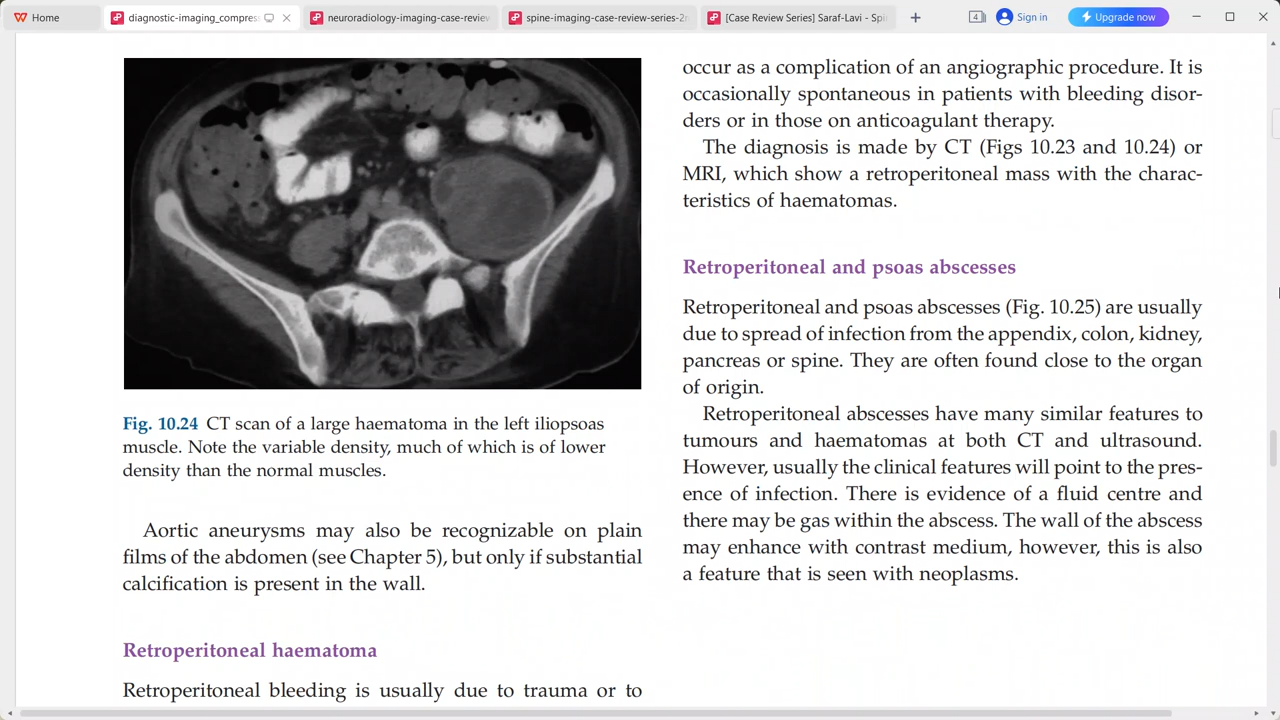 Home
diagnostic-imaging_compres
neuroradiology-imaging-case-review
spine-imaging-case-review-series-2
[Case Review Series] Saraf-Lavi - Spi
4
Sign in
Upgrade now
Fig. 10.24 CT scan of a large haematoma in the left iliopsoas
muscle. Note the variable density, much of which is of lower
density than the normal muscles.
Aortic aneurysms may also be recognizable on plain
films of the abdomen (see Chapter 5), but only if substantial
calcification is present in the wall.
Retroperitoneal haematoma
Retroperitoneal bleeding is usually due to trauma or to
occur as a complication of an angiographic procedure. It is
occasionally spontaneous in patients with bleeding disor-
ders or in those on anticoagulant therapy.
The diagnosis is made by CT (Figs 10.23 and 10.24) or
MRI, which show a retroperitoneal mass with the charac-
teristics of haematomas.
Retroperitoneal and psoas abscesses
Retroperitoneal and psoas abscesses (Fig. 10.25) are usually
due to spread of infection from the appendix, colon, kidney,
pancreas or spine. They are often found close to the organ
of origin.
Retroperitoneal abscesses have many similar features to
tumours and haematomas at both CT and ultrasound.
However, usually the clinical features will point to the pres-
ence of infection. There is evidence of a fluid centre and
there may be gas within the abscess. The wall of the abscess
may enhance with contrast medium, however, this is also
a feature that is seen with neoplasms.